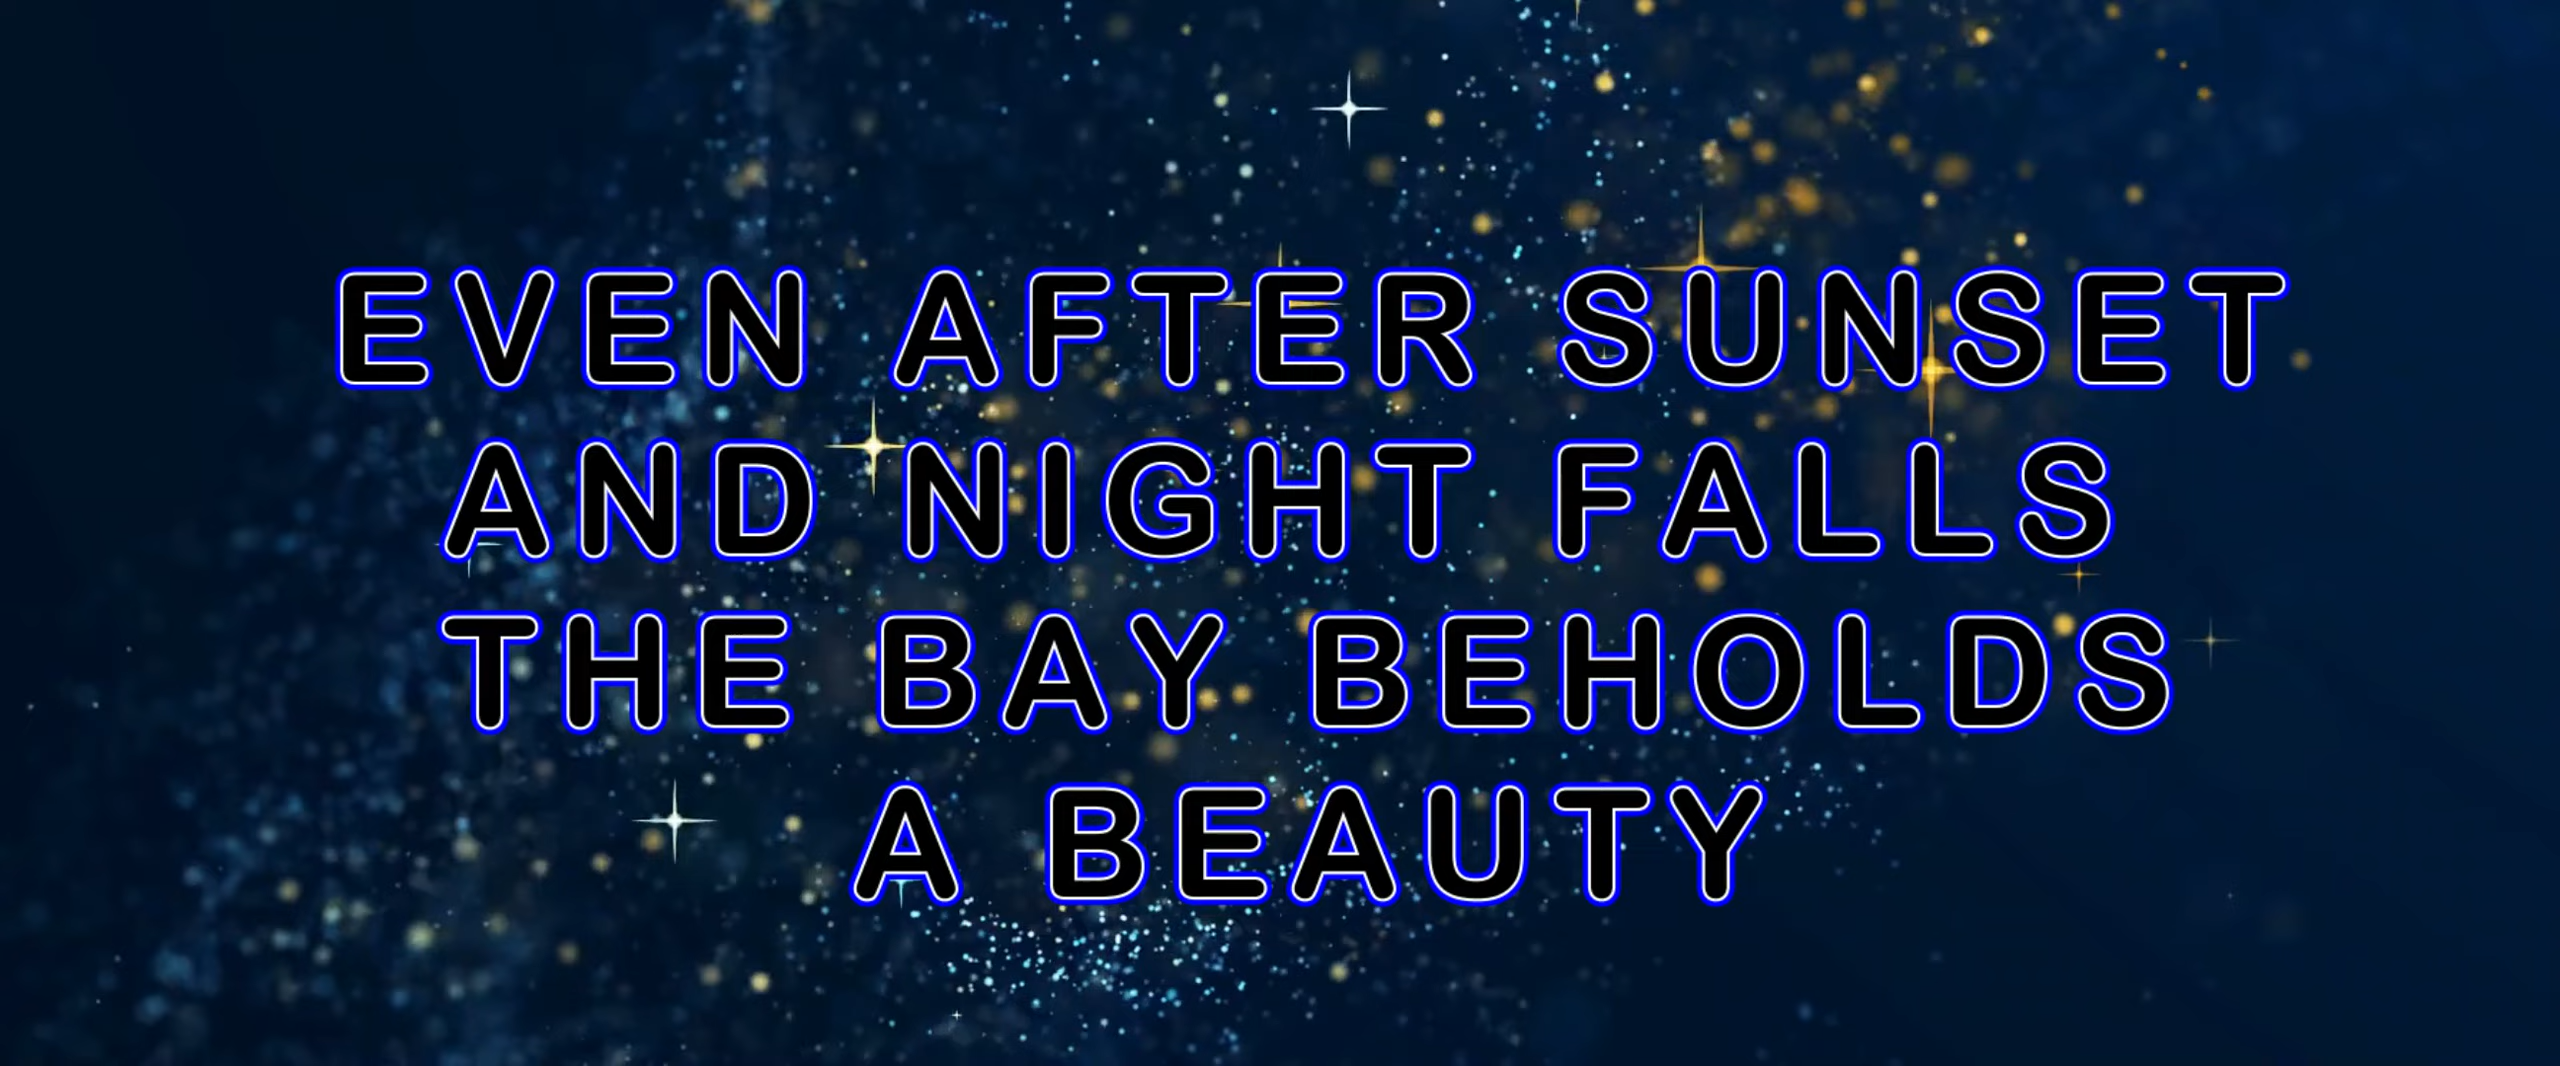 EVEN AFTER SUNSET
AND NIGHT FALLS
THE BAY BEHOLDS
A BEAUTY